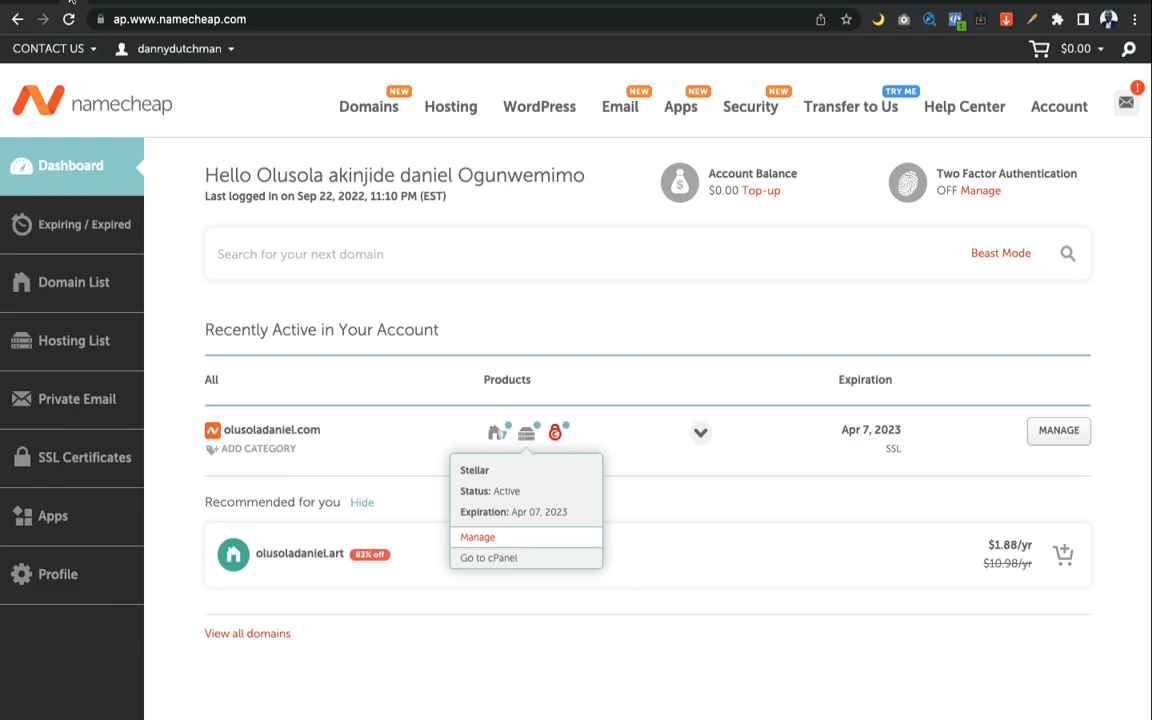 ap.www.namecheap.com
1
CONTACT US
dannydutchman
$0.00
namecheap
Domains NEW
Hosting
WordPress
Email NEW
Apps NEW
Security NEW
Transfer to Us TRY ME
Help Center
Account
!
Dashboard
Expiring / Expired
Domain List
Hosting List
Private Email
SSL Certificates
Apps
Profile
Hello Olusola akinjide daniel Ogunwemimo
Last logged in on Sep 22, 2022, 11:10 PM (EST)
$
Account Balance
$0.00 Top-up
Two Factor Authentication
OFF Manage
Search for your next domain
Beast Mode
Recently Active in Your Account
All
Products
Expiration
olusoladaniel.com
ADD CATEGORY
Apr 7, 2023
SSL
MANAGE
Stellar
Status: Active
Expiration: Apr 07, 2023
Manage
Go to cPanel
Recommended for you Hide
olusoladaniel.art 83% off
$1.88/yr
$10.98/yr
View all domains